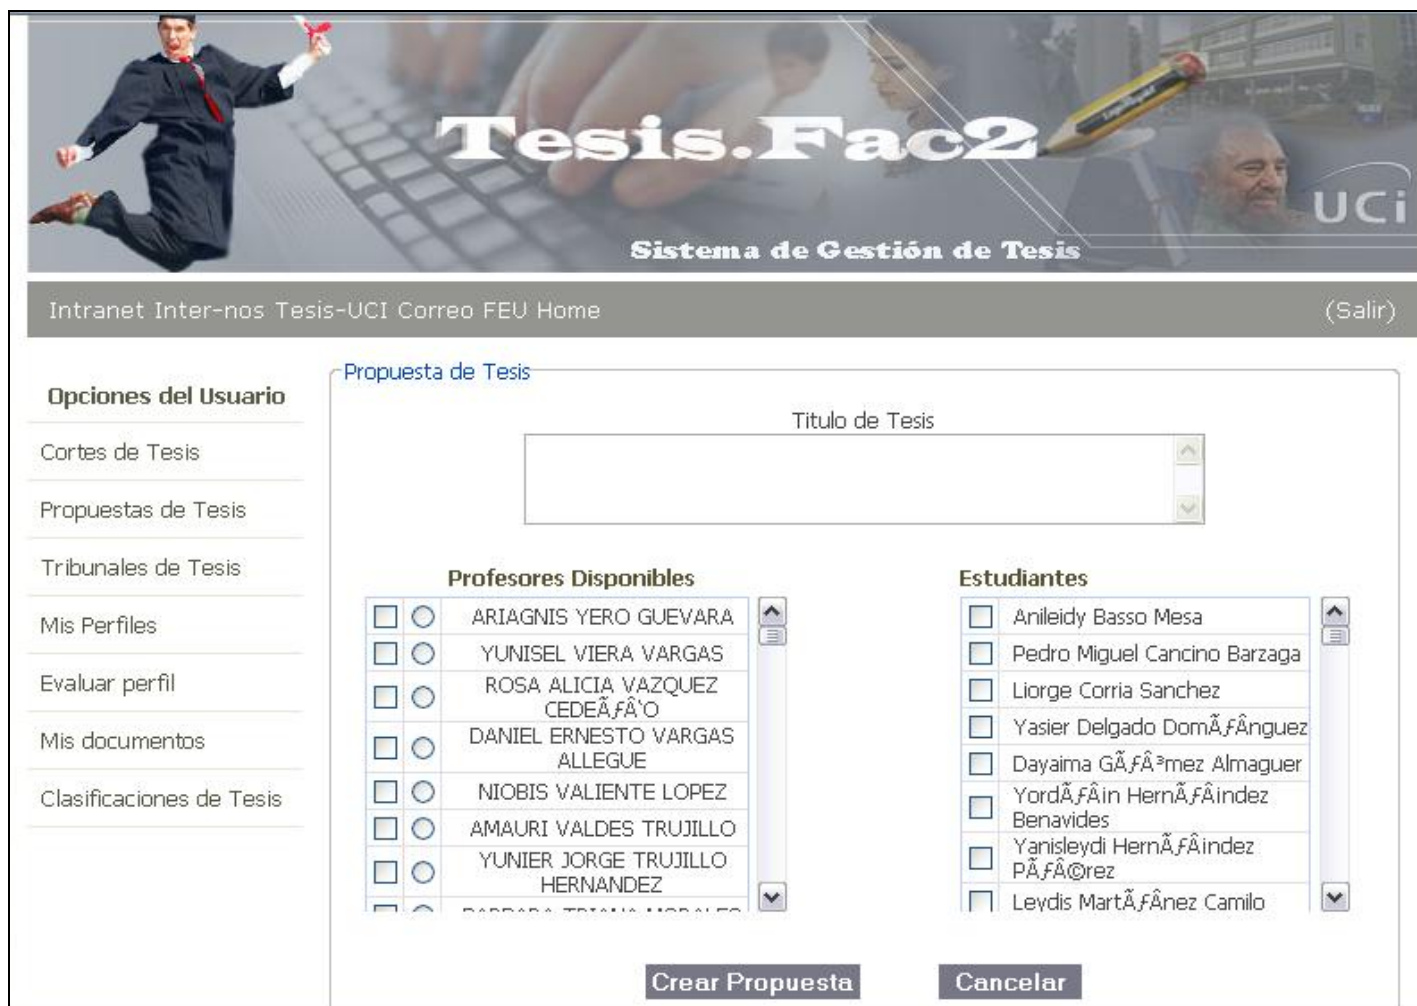 Tesis.Fac2
UCi
Sistema de Gestión de Tesis
Intranet Inter-nos Tesis-UCI Correo FEU Home (Salir)
Opciones del Usuario
Cortes de Tesis
Propuestas de Tesis
Tribunales de Tesis
Mis Perfiles
Evaluar perfil
Mis documentos
Clasificaciones de Tesis
Propuesta de Tesis
Titulo de Tesis
Profesores Disponibles
ARIAGNIS YERO GUEVARA
YUNISEL VIERA VARGAS
ROSA ALICIA VAZQUEZ
CEDEÃƒÂ‘O
DANIEL ERNESTO VARGAS
ALLEGUE
NIOBIS VALIENTE LOPEZ
AMAURI VALDES TRUJILLO
YUNIER JORGE TRUJILLO
HERNANDEZ
Estudiantes
Anileidy Basso Mesa
Pedro Miguel Cancino Barzaga
Liorge Corria Sanchez
Yasier Delgado DomÃƒÂnguez
Dayaima GÃƒÂ³mez Almaguer
YordÃƒÂin HernÃƒÂindez
Benavides
Yanisleydi HernÃƒÂindez
PÃƒÂ©rez
Leydis MartÃƒÂnez Camilo
Crear Propuesta Cancelar